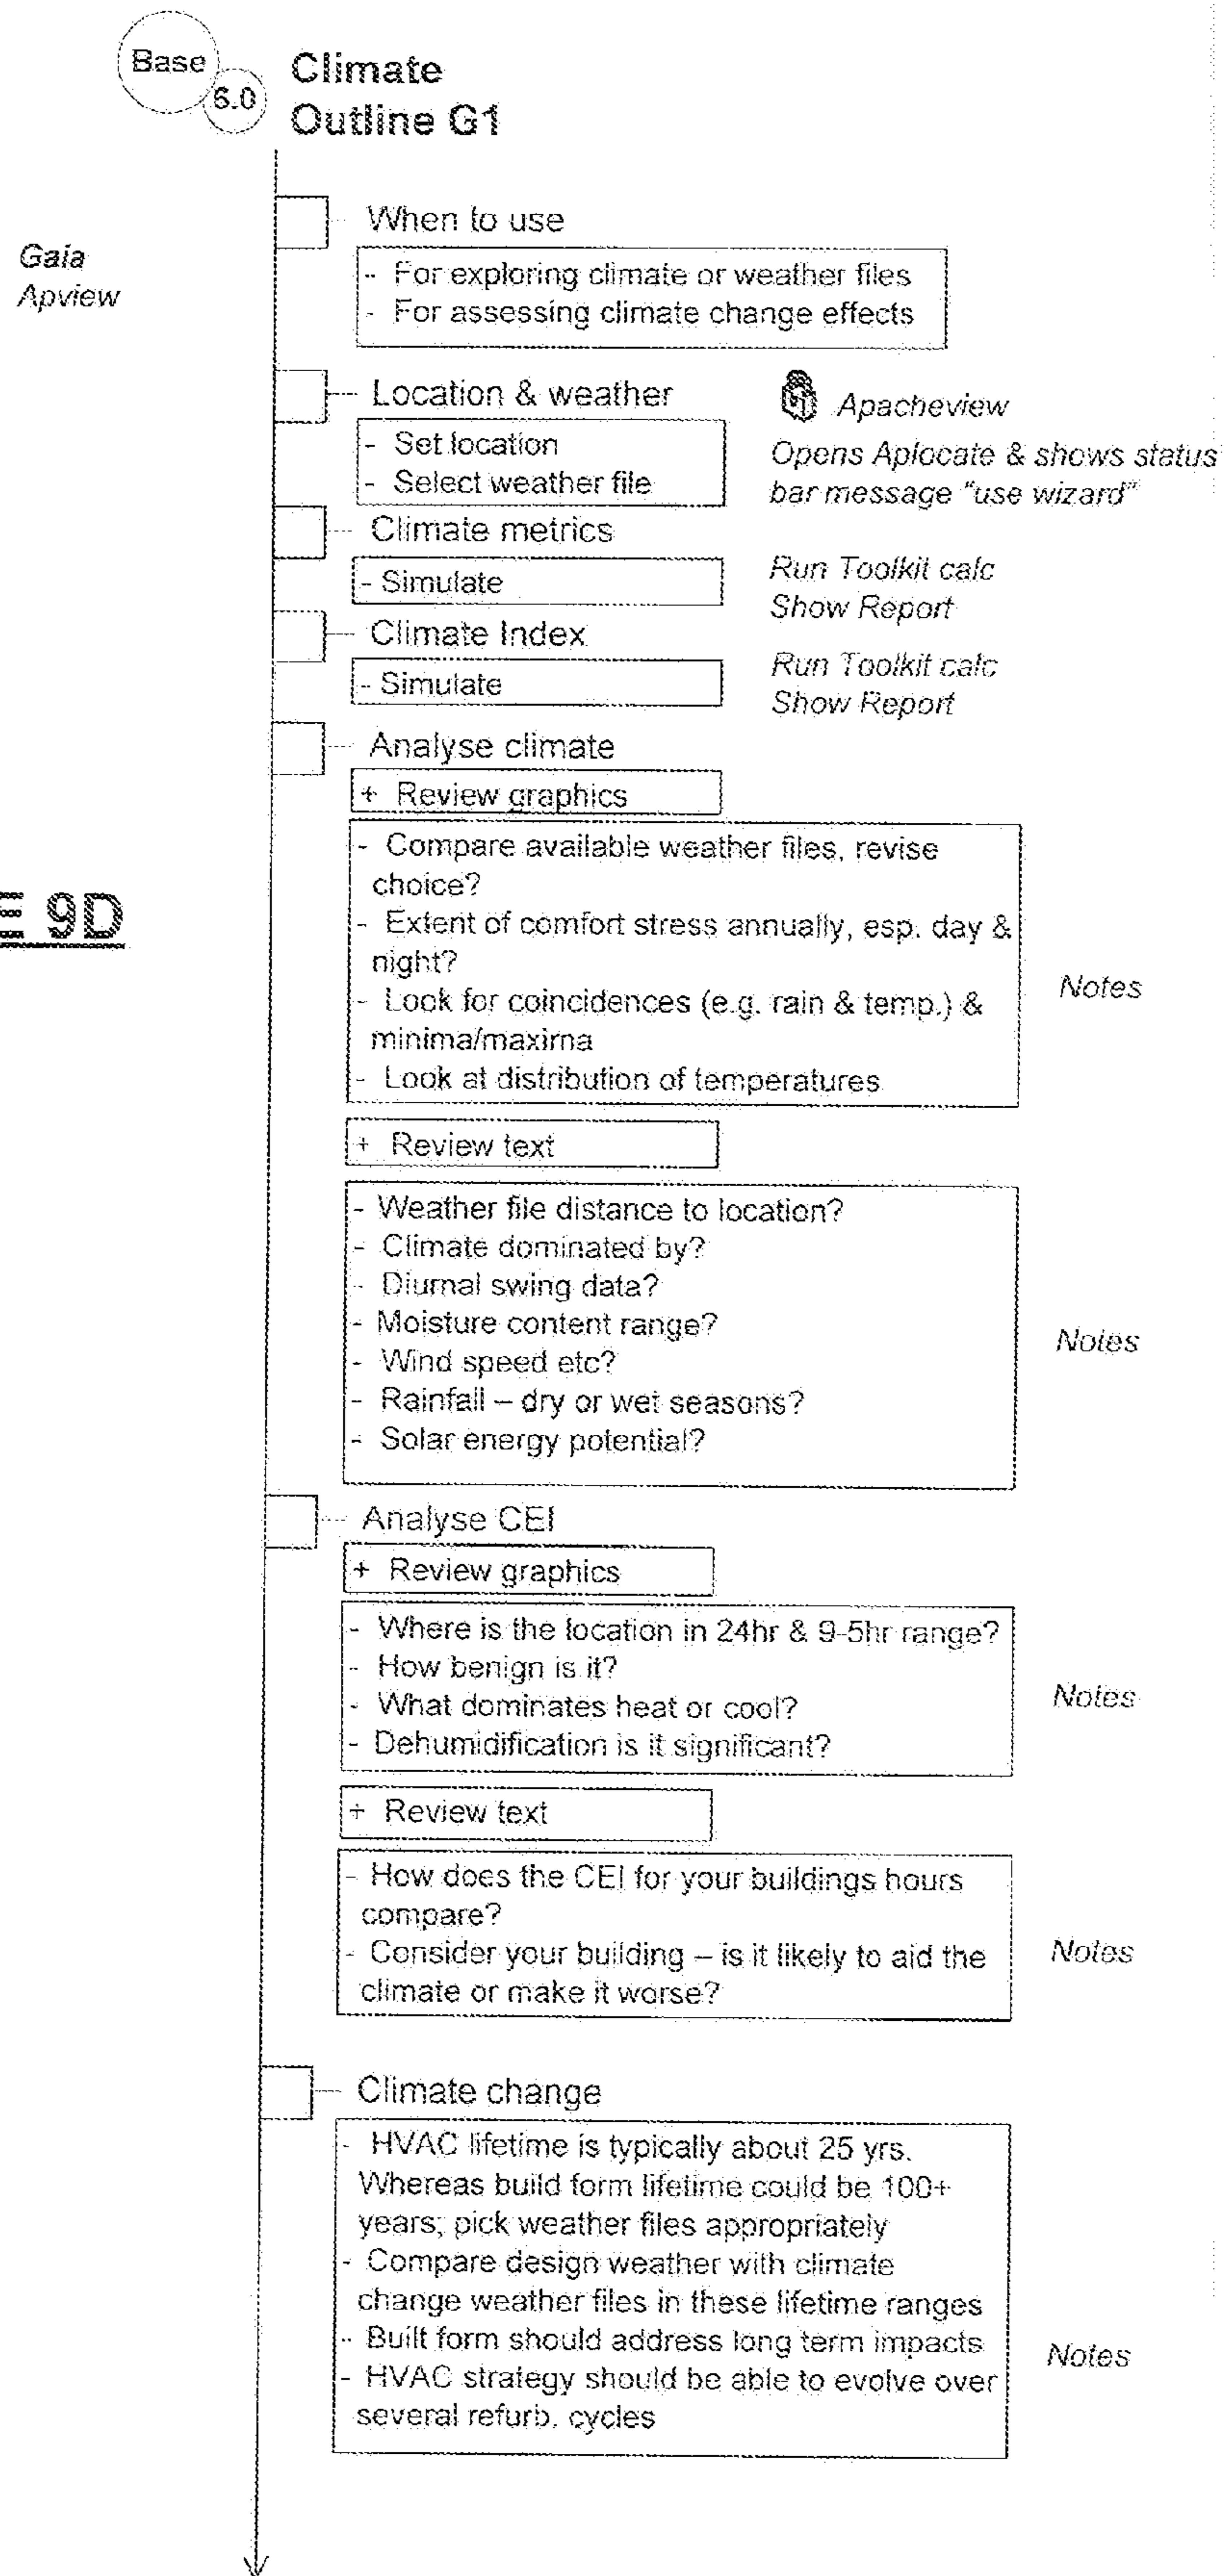 Base
6.0
Climate
Outline G1
When to use
Gaia
Apview
- For exploring climate or weather files
- For assessing climate change effects
Location & weather
Apacheview
- Set location
- Select weather file
Opens Aplocate & shows status
bar message "use wizard"
Climate metrics
- Simulate
Run Toolkit calc
Show Report
Climate Index
- Simulate
Run Toolkit calc
Show Report
Analyse climate
+ Review graphics
- Compare available weather files, revise
choice?
E 9D
- Extent of comfort stress annually, esp. day &
night?
- Look for coincidences (e.g. rain & temp.) &
minima/maxima
- Look at distribution of temperatures
Notes
+ Review text
- Weather file distance to location?
- Climate dominated by?
- Diurnal swing data?
- Moisture content range?
- Wind speed etc?
- Rainfall – dry or wet seasons?
- Solar energy potential?
Notes
Analyse CEI
+ Review graphics
- Where is the location in 24hr & 9-5hr range?
- How benign is it?
- What dominates heat or cool?
- Dehumidification is it significant?
Notes
+ Review text
- How does the CEI for your buildings hours
compare?
- Consider your building – is it likely to aid the
climate or make it worse?
Notes
Climate change
- HVAC lifetime is typically about 25 yrs.
Whereas build form lifetime could be 100+
years; pick weather files appropriately
- Compare design weather with climate
change weather files in these lifetime ranges
- Built form should address long term impacts
- HVAC strategy should be able to evolve over
several refurb. cycles
Notes